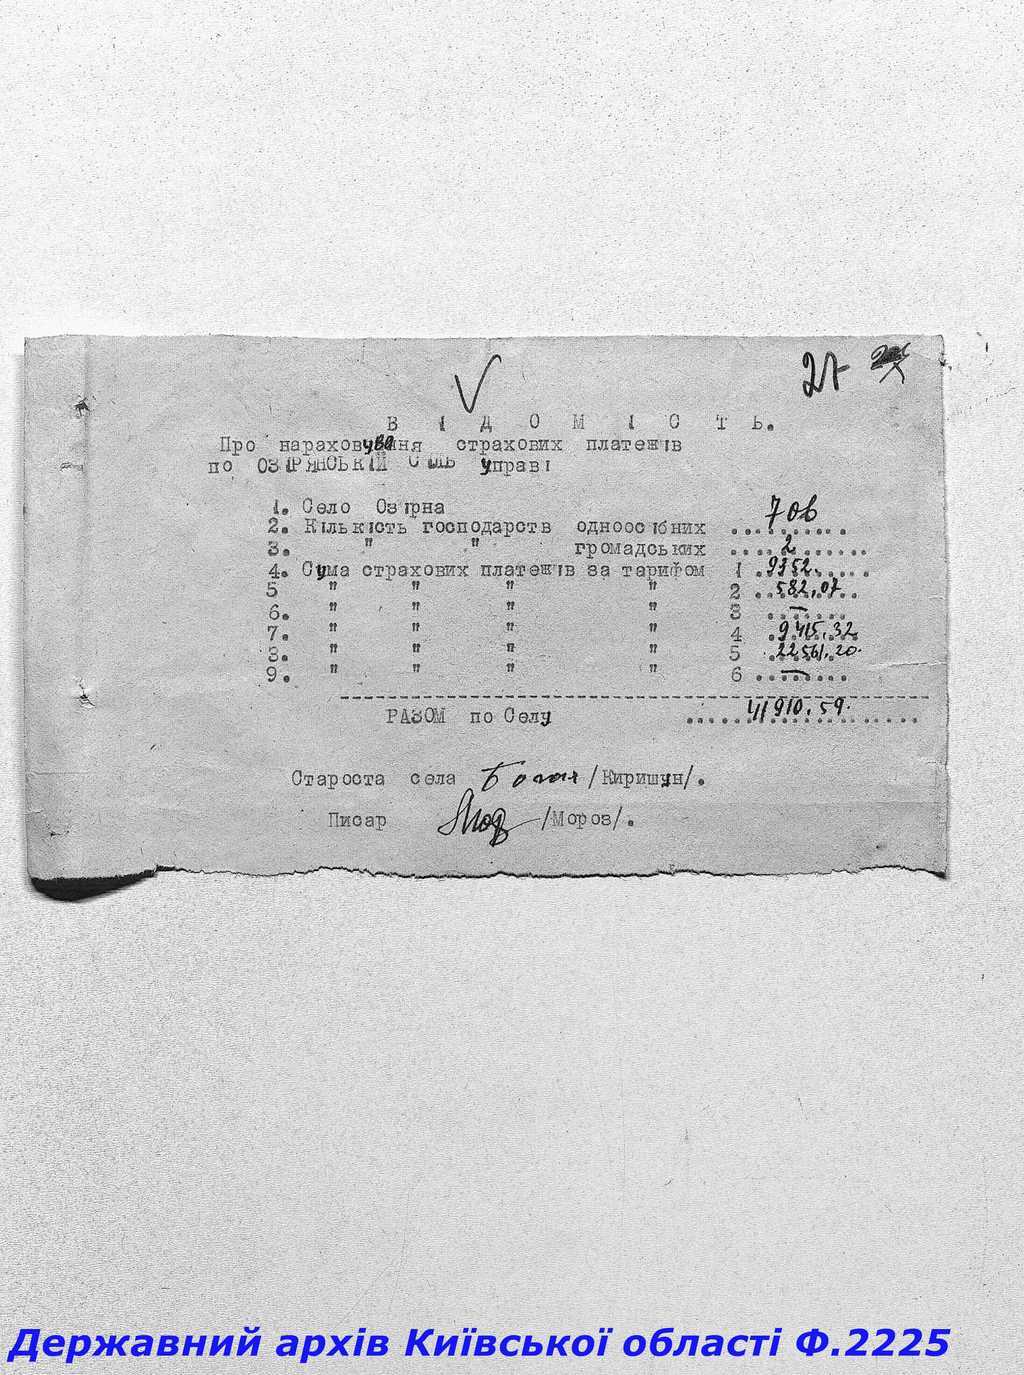 27
В І Д О М І С Т Ь.
Про нарахування страхових платежів
по ОЗІРЯНСЬКІЙ СІЛЬ управі
1. Село Озірна
2. Кількість господарств одноосібних ......... 706
3. " " громадських ....2......
4. Сума страхових платежів за тарифом 1 .9352.
5 " " " " 2 .582,07..
6. " " " " 3 ..—...
7. " " " " 4 .9415.32
8. " " " " 5 .22561.20.
9. " " " " 6 ..—....
РАЗОМ по Селу 41910.59.
Староста села /Киришун/.
Писар Мор /Мороз/.
Державний архів Київської області Ф.2225